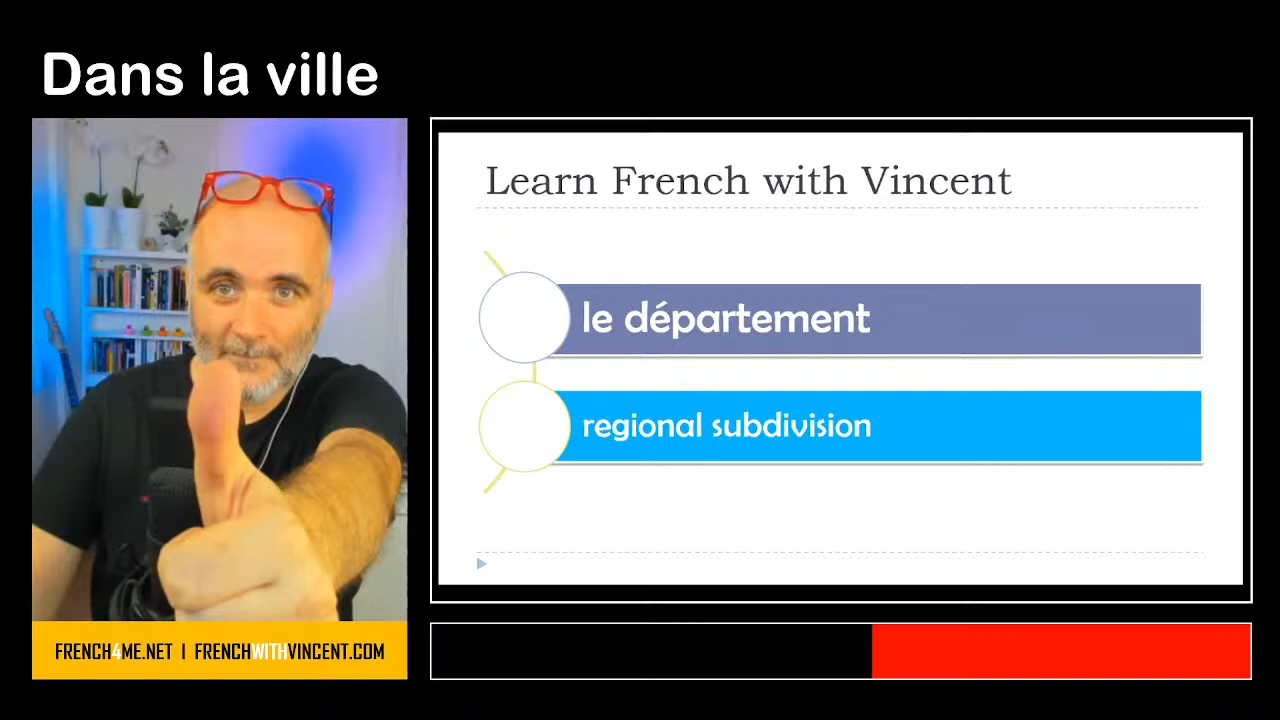 Dans la ville
Learn French with Vincent
le département
regional subdivision
FRENCH4ME.NET | FRENCHWITHVINCENT.COM